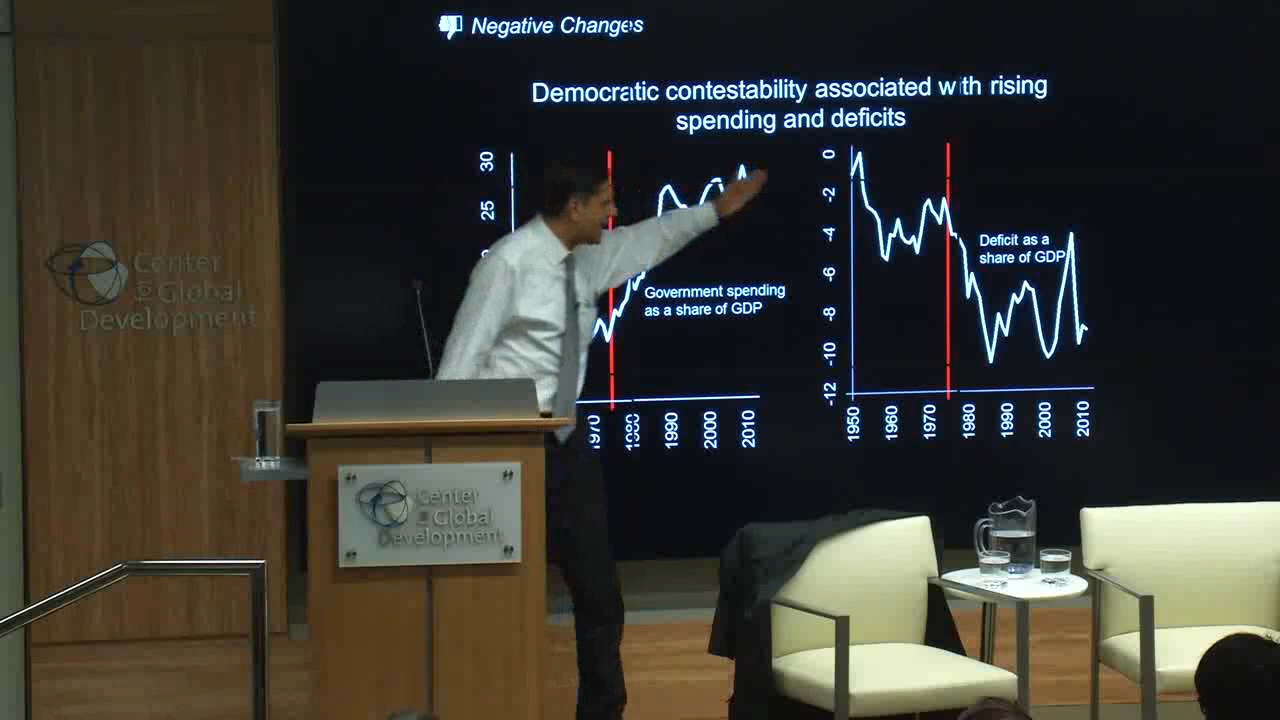 Negative Changes
Democratic contestability associated with rising
spending and deficits
30
25
Government spending
as a share of GDP
1970
1980
1990
2000
2010
0
-2
-4
-6
-8
-10
-12
Deficit as a
share of GDP
1950
1960
1970
1980
1990
2000
2010
Center
for Global
Development
Center
for Global
Development